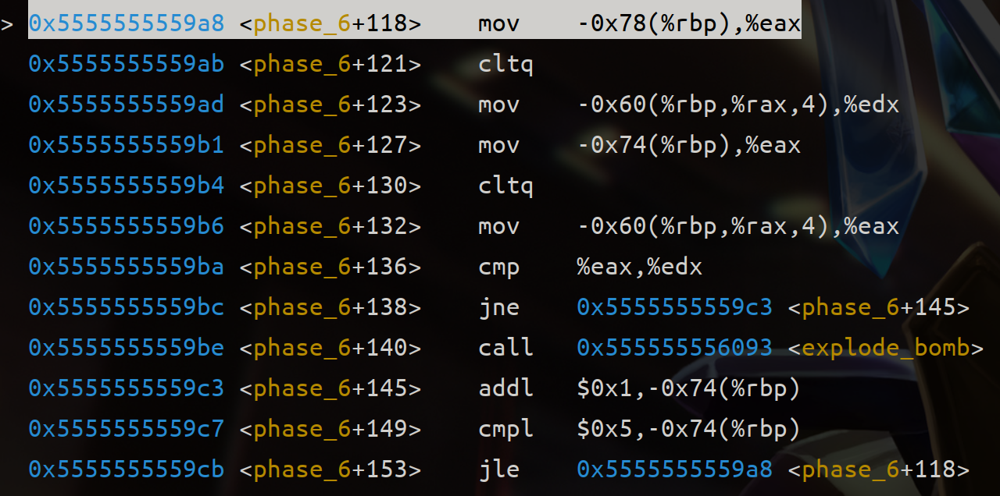 > 0x5555555559a8 <phase_6+118> mov -0x78(%rbp),%eax
0x5555555559ab <phase_6+121> cltq
0x5555555559ad <phase_6+123> mov -0x60(%rbp,%rax,4),%edx
0x5555555559b1 <phase_6+127> mov -0x74(%rbp),%eax
0x5555555559b4 <phase_6+130> cltq
0x5555555559b6 <phase_6+132> mov -0x60(%rbp,%rax,4),%eax
0x5555555559ba <phase_6+136> cmp %eax,%edx
0x5555555559bc <phase_6+138> jne 0x5555555559c3 <phase_6+145>
0x5555555559be <phase_6+140> call 0x555555556093 <explode_bomb>
0x5555555559c3 <phase_6+145> addl $0x1,-0x74(%rbp)
0x5555555559c7 <phase_6+149> cmpl $0x5,-0x74(%rbp)
0x5555555559cb <phase_6+153> jle 0x5555555559a8 <phase_6+118>